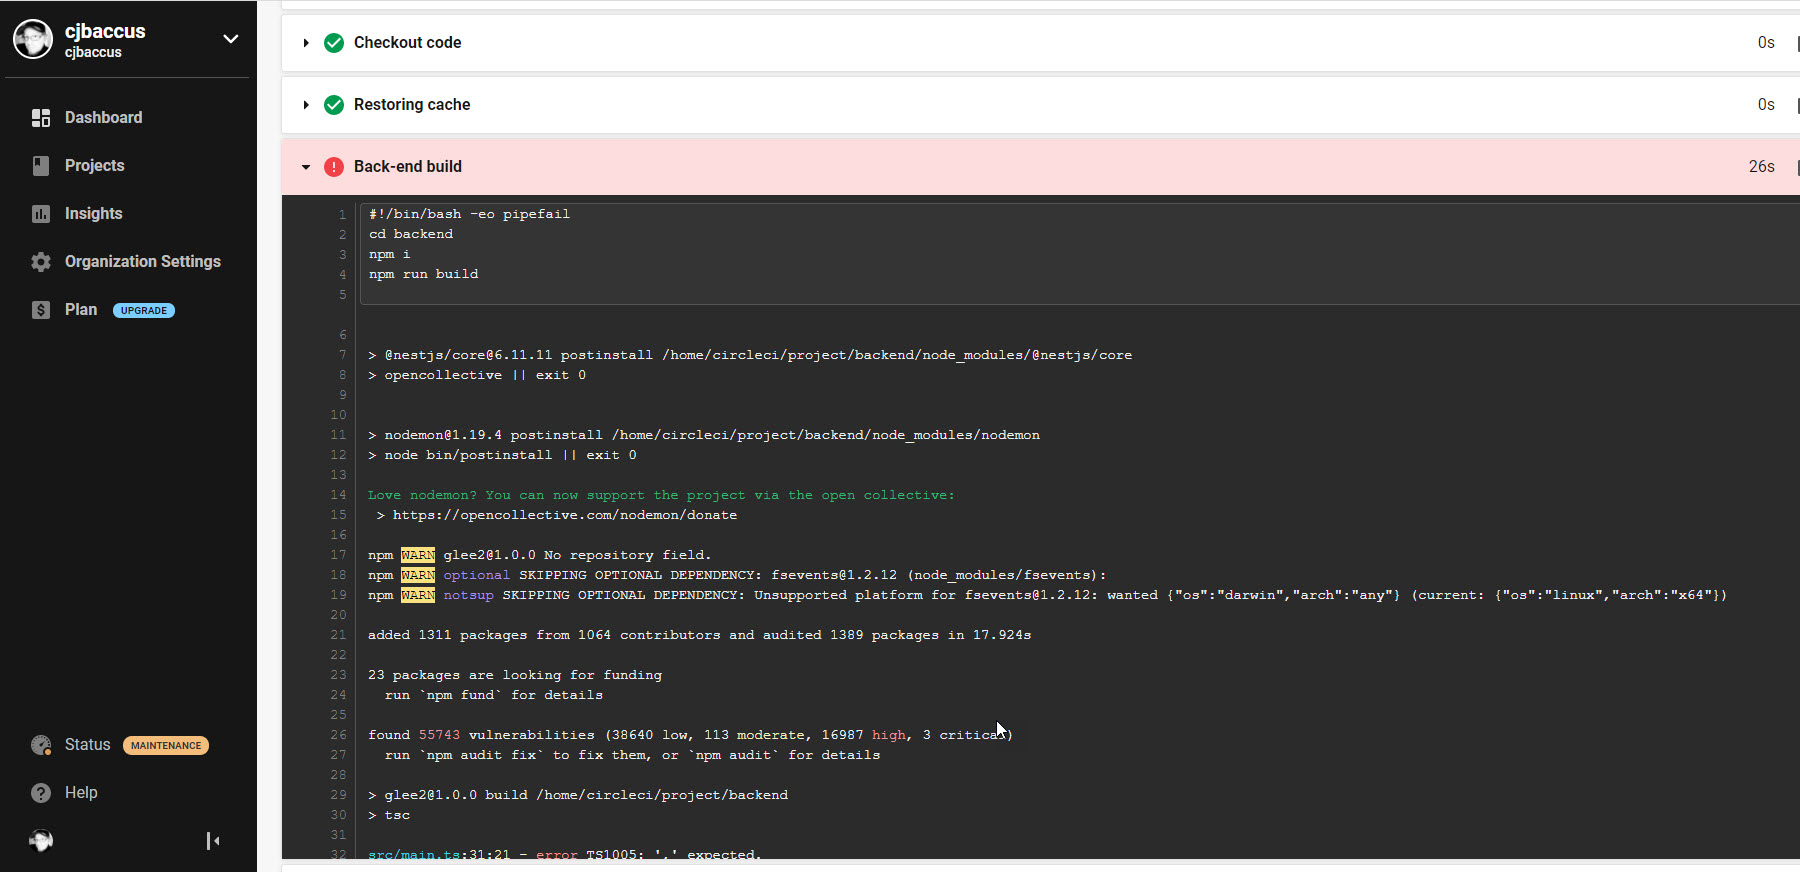 cjbaccus
cjbaccus
Dashboard
Projects
Insights
Organization Settings
Plan UPGRADE
Status MAINTENANCE
Help
Checkout code 0s
Restoring cache 0s
Back-end build 26s
1 #!/bin/bash -eo pipefail
2 cd backend
3 npm i
4 npm run build
5
6
7 > @nestjs/core@6.11.11 postinstall /home/circleci/project/backend/node_modules/@nestjs/core
8 > opencollective || exit 0
9
10
11 > nodemon@1.19.4 postinstall /home/circleci/project/backend/node_modules/nodemon
12 > node bin/postinstall || exit 0
13
14 Love nodemon? You can now support the project via the open collective:
15 > https://opencollective.com/nodemon/donate
16
17 npm WARN glee2@1.0.0 No repository field.
18 npm WARN optional SKIPPING OPTIONAL DEPENDENCY: fsevents@1.2.12 (node_modules/fsevents):
19 npm WARN notsup SKIPPING OPTIONAL DEPENDENCY: Unsupported platform for fsevents@1.2.12: wanted {"os":"darwin","arch":"any"} (current: {"os":"linux","arch":"x64"})
20
21 added 1311 packages from 1064 contributors and audited 1389 packages in 17.924s
22
23 23 packages are looking for funding
24 run `npm fund` for details
25
26 found 55743 vulnerabilities (38640 low, 113 moderate, 16987 high, 3 critical)
27 run `npm audit fix` to fix them, or `npm audit` for details
28
29 > glee2@1.0.0 build /home/circleci/project/backend
30 > tsc
31
32 src/main.ts:31:21 - error TS1005: ',' expected.